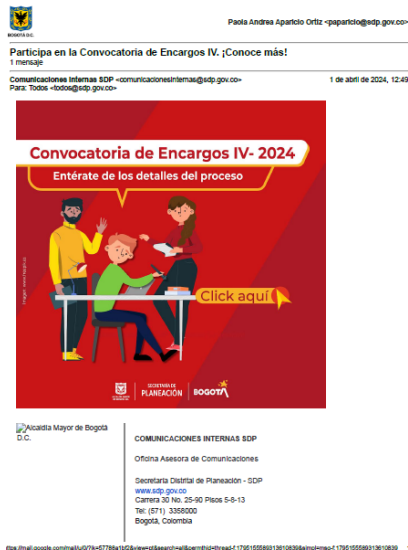 BOGOTÁ D.C.
Paola Andrea Aparicio Ortiz <paparicio@sdp.gov.co>
Participa en la Convocatoria de Encargos IV. ¡Conoce más!
1 mensaje
Comunicaciones Internas SDP <comunicacionesinternas@sdp.gov.co>
1 de abril de 2024, 12:49
Para: Todos <todos@sdp.gov.co>
Convocatoria de Encargos IV- 2024
Entérate de los detalles del proceso
Click aquí
SECRETARÍA DE
PLANEACIÓN
BOGOTÁ
Alcaldía Mayor de Bogotá
D.C.
COMUNICACIONES INTERNAS SDP
Oficina Asesora de Comunicaciones
Secretaría Distrital de Planeación - SDP
www.sdp.gov.co
Carrera 30 No. 25-90 Pisos 5-8-13
Tel: (571) 3358000
Bogotá, Colombia